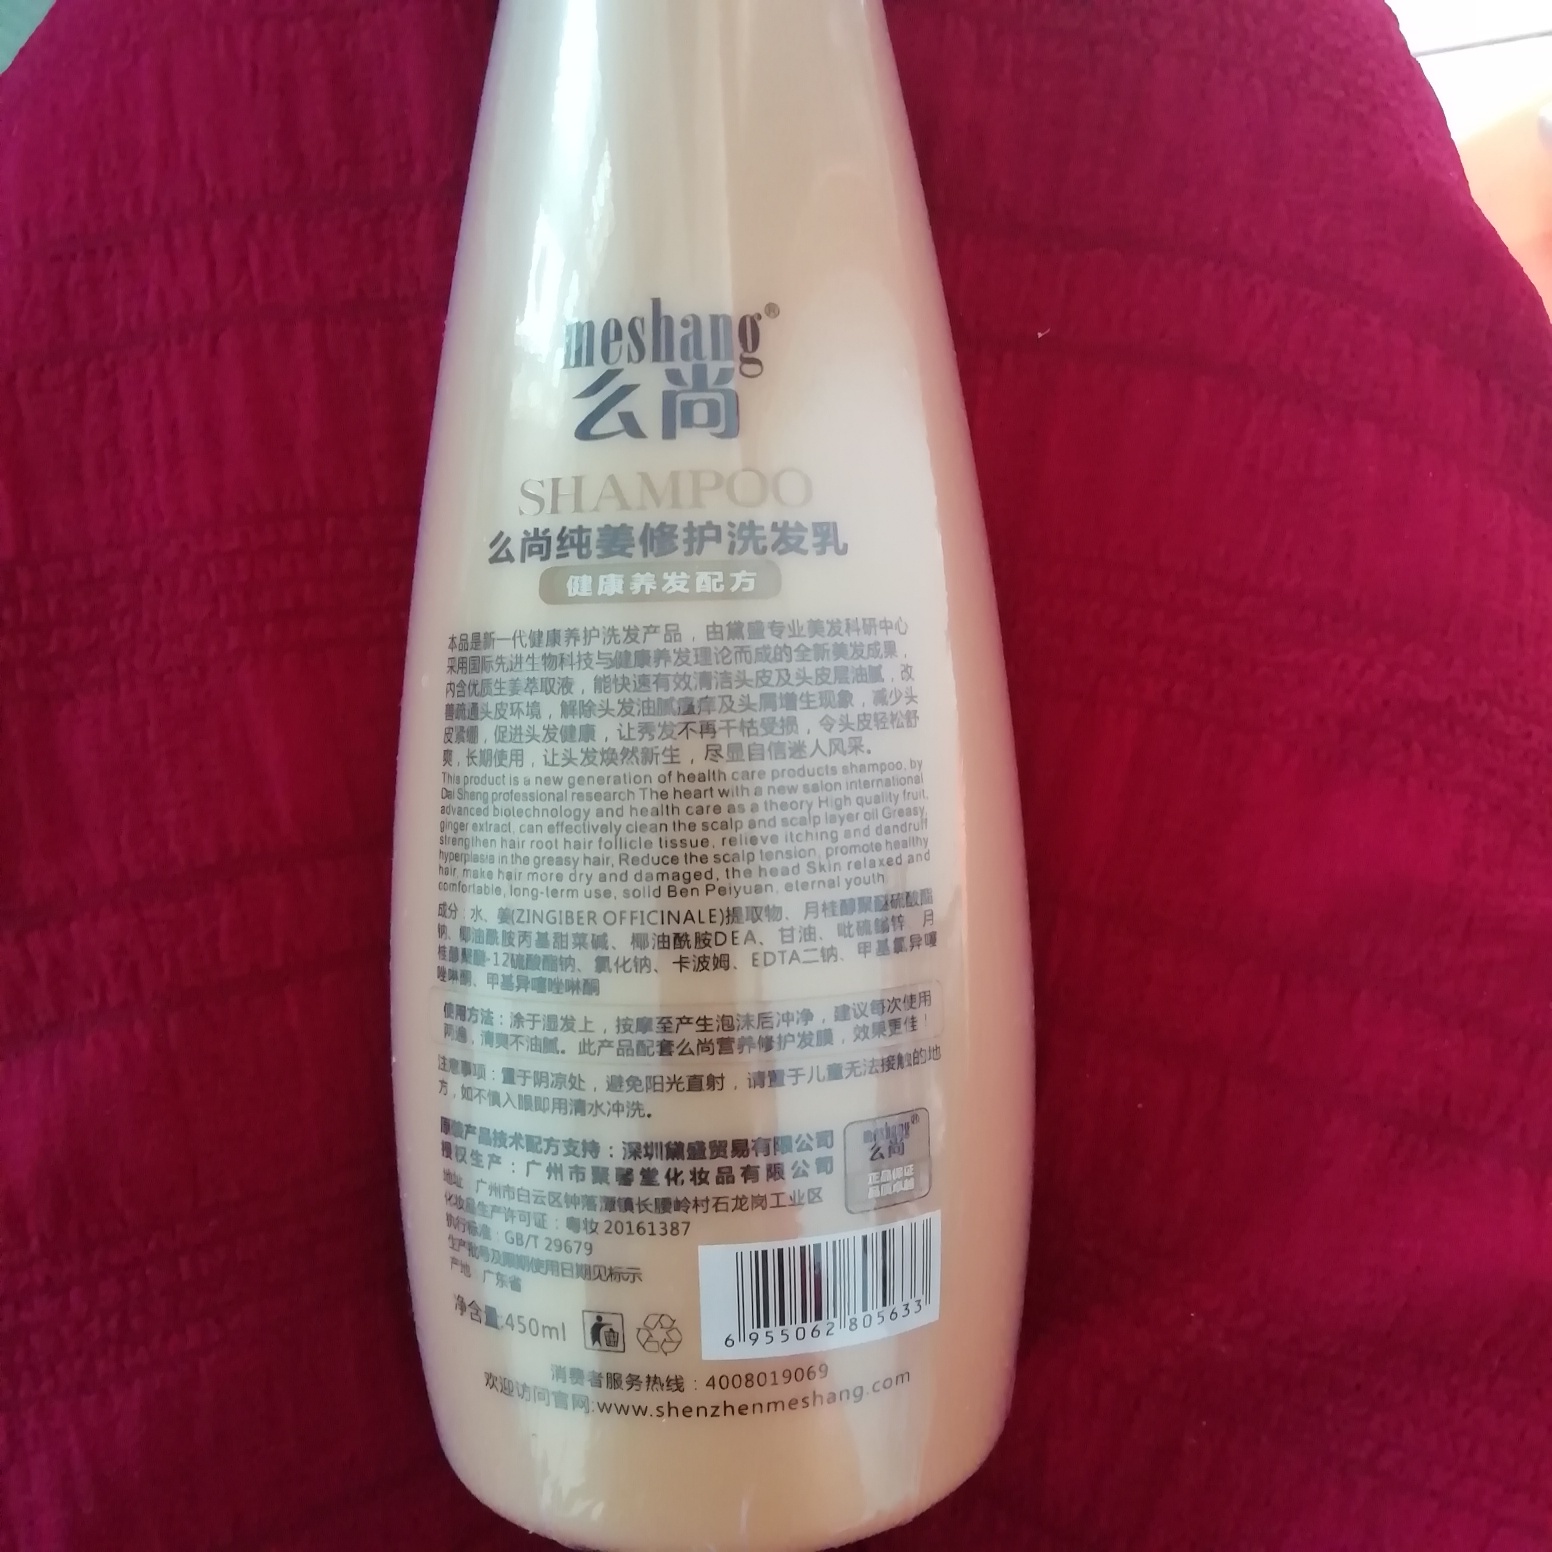 meshang®
么尚
SHAMPOO
么尚纯姜修护洗发乳
健康养发配方
本品是新一代健康养护洗发产品，由黛盛专业美发科研中心
采用国际先进生物科技与健康养发理论而成的全新美发成果，
内含优质生姜萃取液，能快速有效清洁头皮及头皮层油腻，改
善疏通头皮环境，解除头发油腻瘙痒及头屑增生现象，减少头
皮紧绷，促进头发健康，让秀发不再干枯受损，令头皮轻松舒
爽，长期使用，让头发焕然新生，尽显自信迷人风采。
This product is a new generation of health care products shampoo, by
Dai Sheng professional research The heart with a new salon international
advanced biotechnology and health care as a theory High quality fruit,
ginger extract, can effectively clean the scalp and scalp layer oil Greasy,
strengthen hair root hair follicle tissue, relieve itching and dandruff
hyperplasia in the greasy hair, Reduce the scalp tension, promote healthy
hair, make hair more dry and damaged, the head Skin relaxed and
comfortable, long-term use, solid Ben Peiyuan, eternal youth
成分：水、姜(ZINGIBER OFFICINALE)提取物、月桂醇聚醚硫酸酯
钠、椰油酰胺丙基甜菜碱、椰油酰胺DEA、甘油、吡硫鎓锌、月
桂醇聚醚-12硫酸酯钠、氯化钠、卡波姆、EDTA二钠、甲基氯异噻
唑啉酮、甲基异噻唑啉酮
使用方法：涂于湿发上，按摩至产生泡沫后冲净，建议每次使用
两遍，清爽不油腻。此产品配套么尚营养修护发膜，效果更佳！
注意事项：置于阴凉处，避免阳光直射，请置于儿童无法接触的地
方，如不慎入眼即用清水冲洗。
原装产品技术配方支持：深圳黛盛贸易有限公司
授权生产：广州市聚馨堂化妆品有限公司
地址：广州市白云区钟落潭镇长腰岭村石龙岗工业区
化妆品生产许可证：粤妆20161387
执行标准：GB/T 29679
生产批号及限期使用日期见标示
产地：广东省
meshang®
么尚
正品保证
净含量:450ml
6 955062 805633
消费者服务热线：4008019069
欢迎访问官网:www.shenzhenmeshang.com